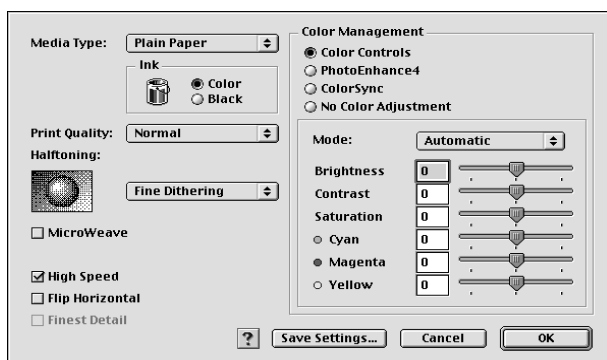 Media Type: Plain Paper
Ink
Color
Black
Print Quality: Normal
Halftoning:
Fine Dithering
MicroWeave
High Speed
Flip Horizontal
Finest Detail
Color Management
Color Controls
PhotoEnhance4
ColorSync
No Color Adjustment
Mode: Automatic
Brightness 0
Contrast 0
Saturation 0
Cyan 0
Magenta 0
Yellow 0
? Save Settings... Cancel OK